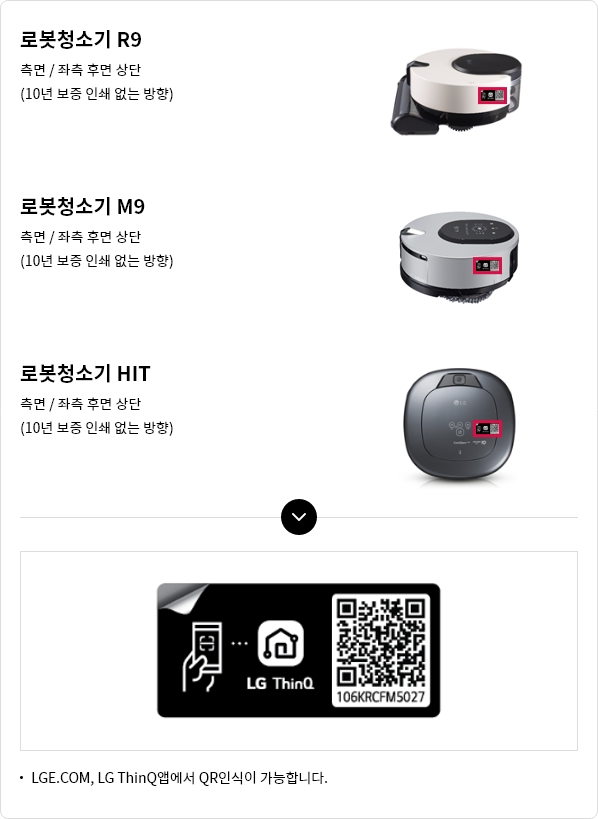 로봇청소기 R9
측면 / 좌측 후면 상단
(10년 보증 인쇄 없는 방향)
로봇청소기 M9
측면 / 좌측 후면 상단
(10년 보증 인쇄 없는 방향)
로봇청소기 HIT
측면 / 좌측 후면 상단
(10년 보증 인쇄 없는 방향)
LG
LG ThinQ
106KRCFM5027
• LGE.COM, LG ThinQ앱에서 QR인식이 가능합니다.